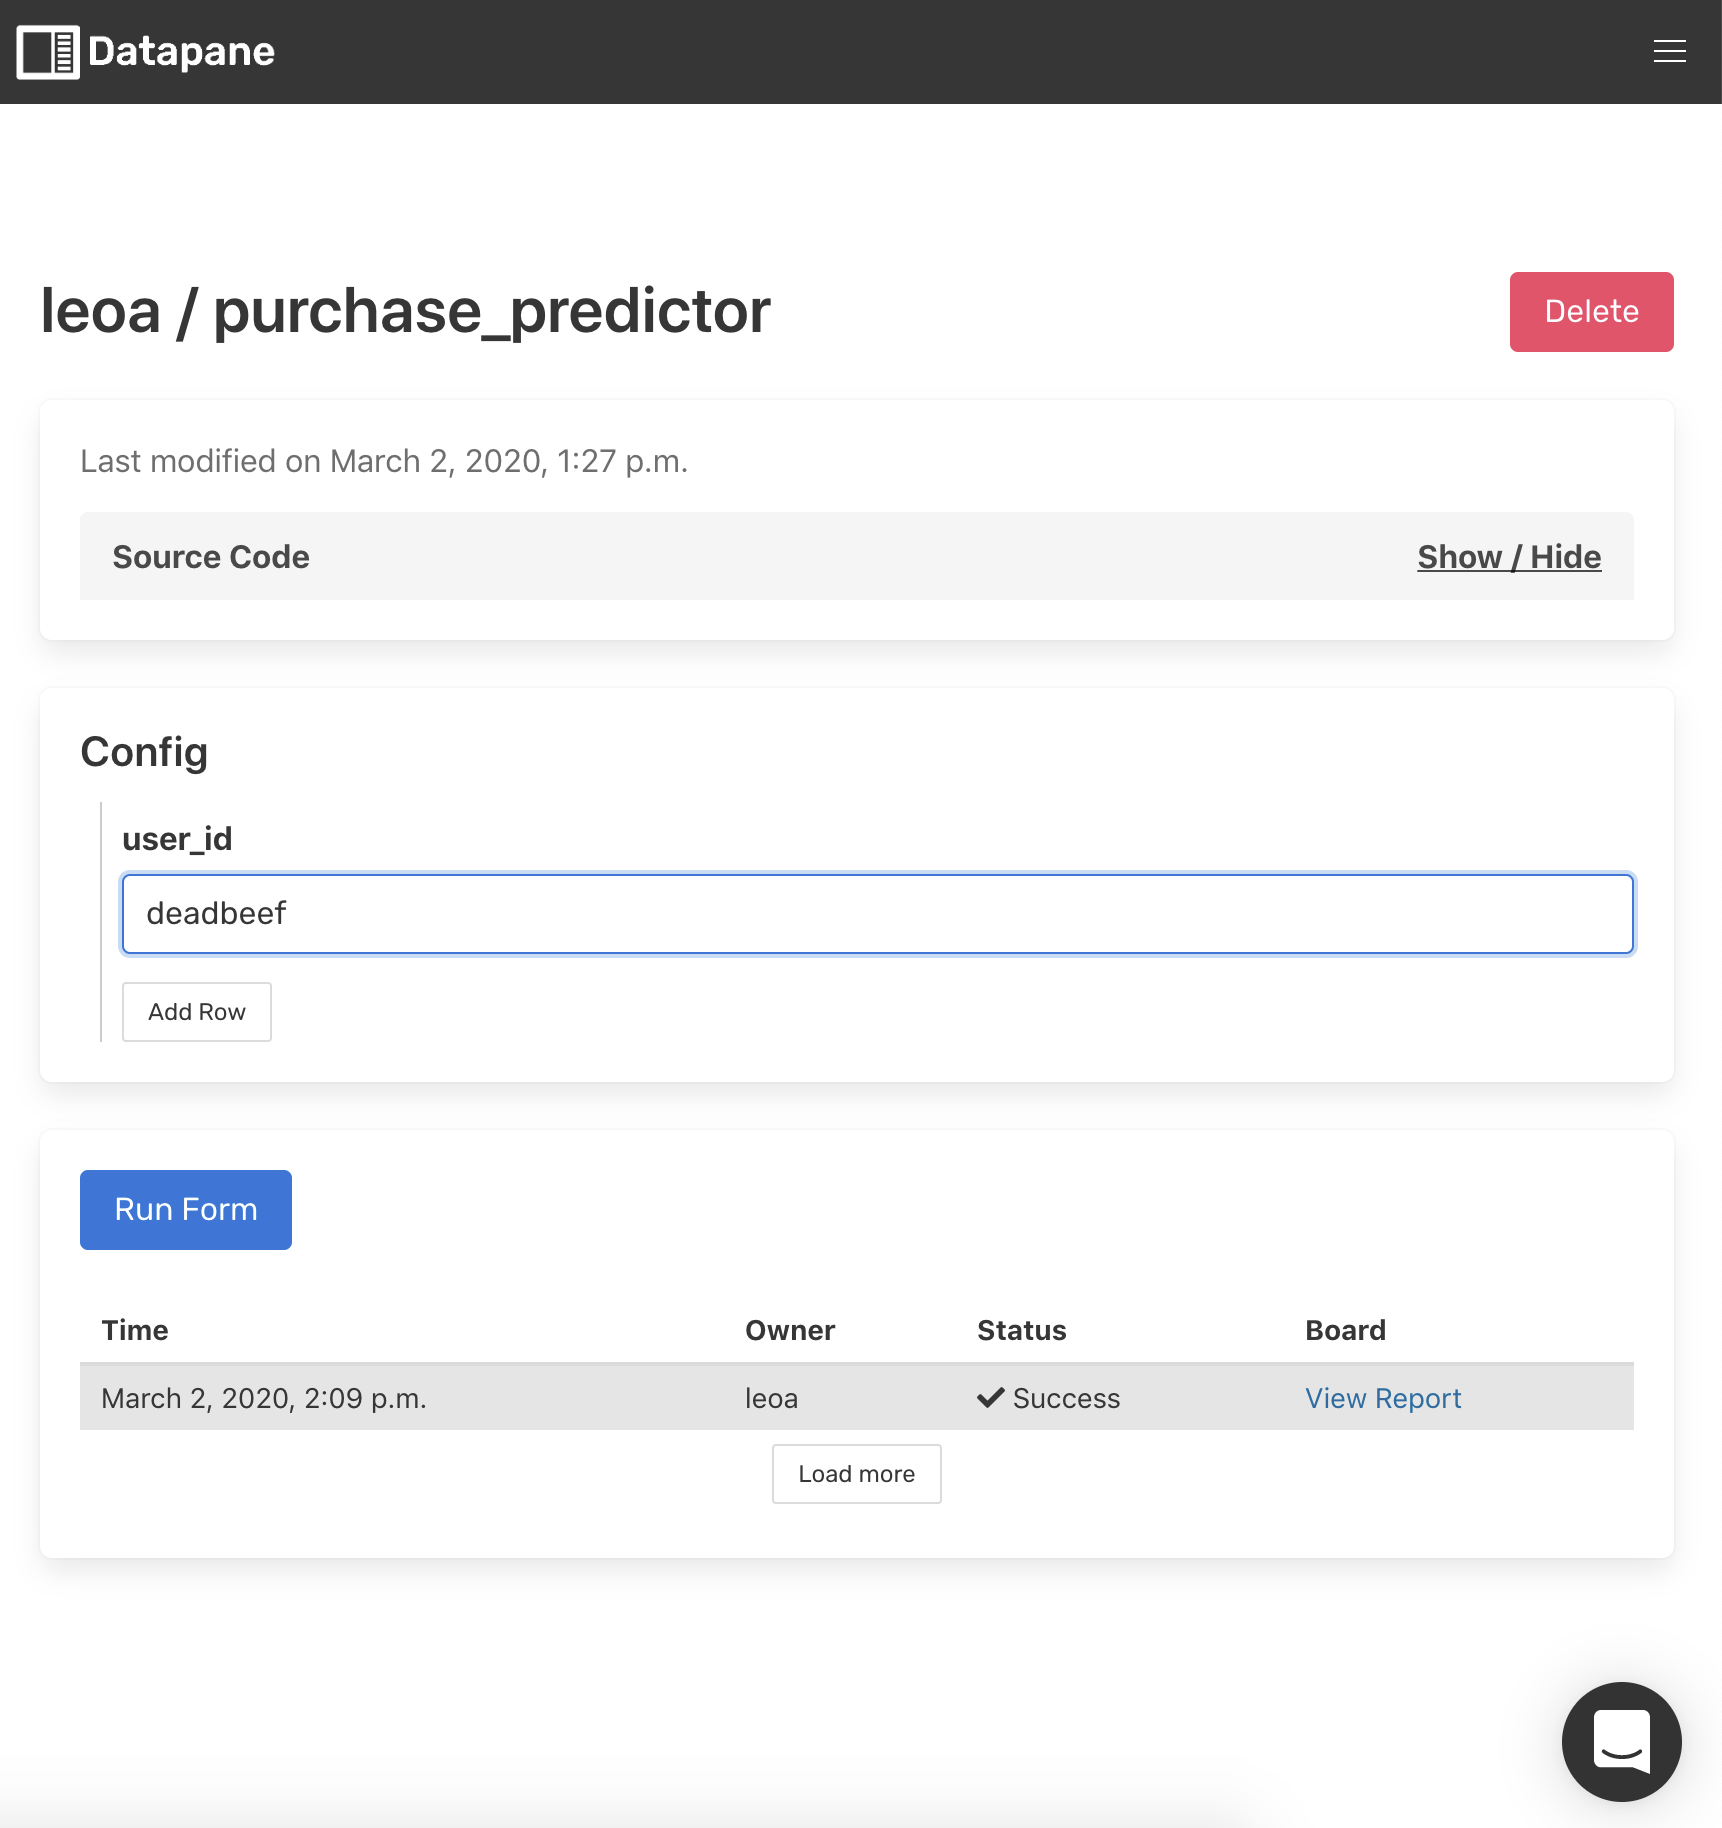 Datapane
leoa / purchase_predictor
Delete
Last modified on March 2, 2020, 1:27 p.m.
Source Code Show / Hide
Config
user_id
deadbeef
Add Row
Run Form
Time Owner Status Board
March 2, 2020, 2:09 p.m. leoa Success View Report
Load more